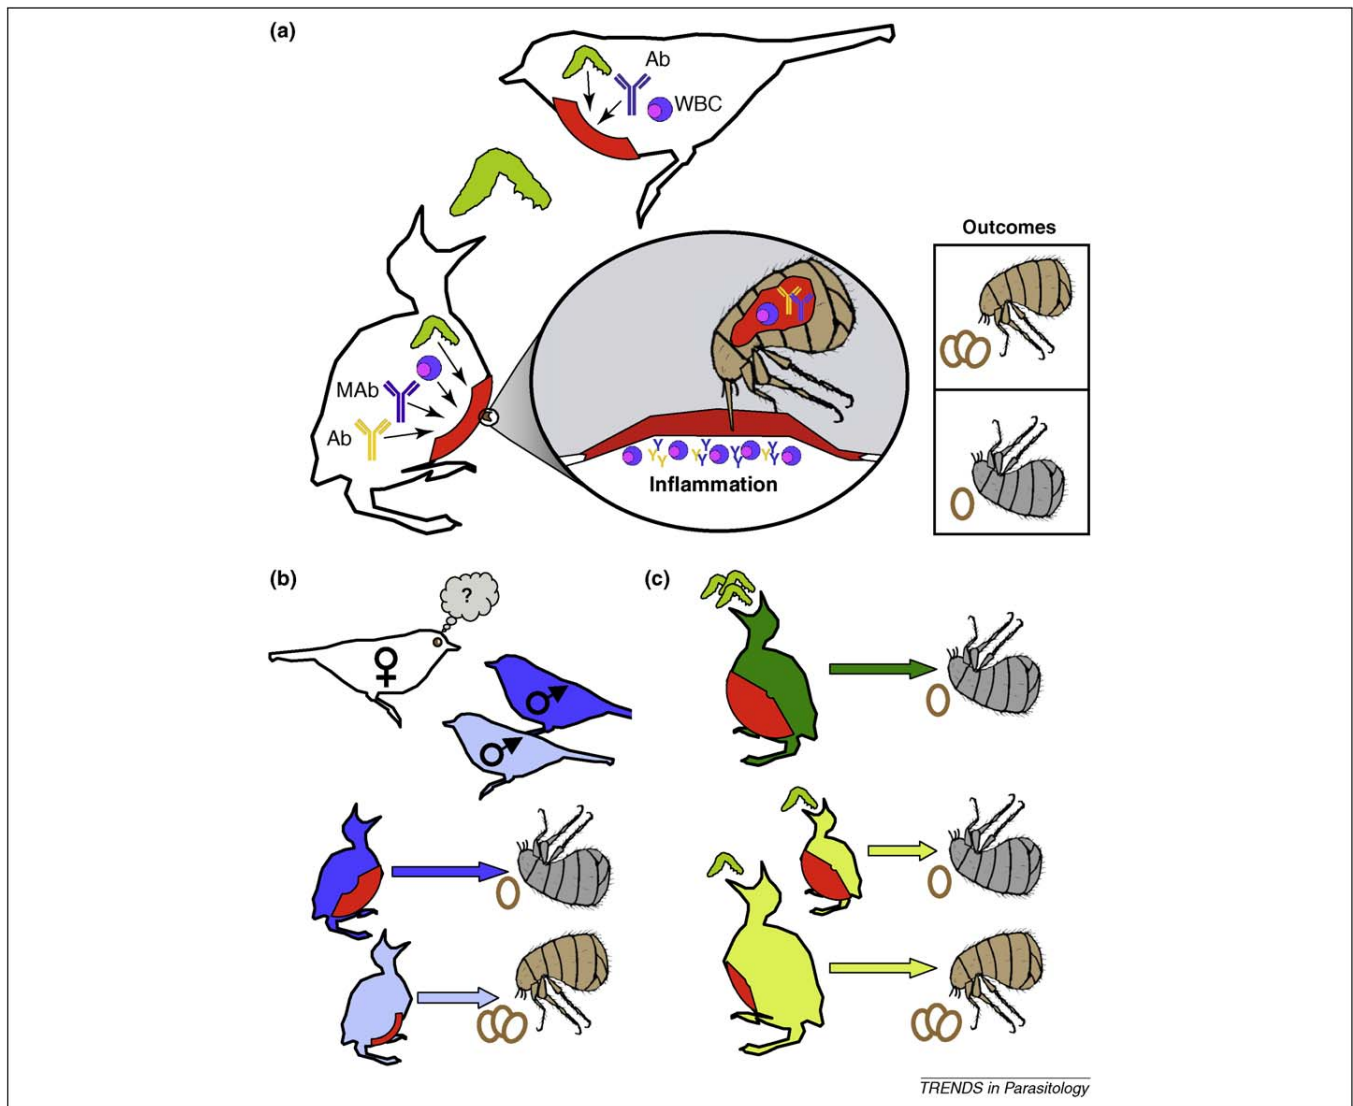 (a)
Ab
WBC
MAb
Ab
Inflammation
Outcomes
(b)
?
(c)
TRENDS in Parasitology